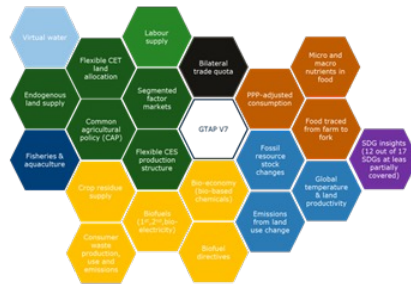 Virtual water
Flexible CET
land
allocation
Labour
supply
Bilateral
trade quota
Micro and
macro
nutrients in
food
Endogenous
land supply
Segmented
factor
markets
PPP-adjusted
consumption
Common
agricultural
policy (CAP)
GTAP V7
Food traced
from farm to
fork
Fisheries &
aquaculture
Flexible CES
production
structure
Fossil
resource
stock
changes
SDG insights
(12 out of 17
SDGs at leas
partially
covered)
Crop residue
supply
Bio-economy
(bio-based
chemicals)
Global
temperature
& land
productivity
Biofuels
(1st,2nd,bio-
electricity)
Emissions
from land
use change
Consumer
waste
production,
use and
emissions
Biofuel
directives